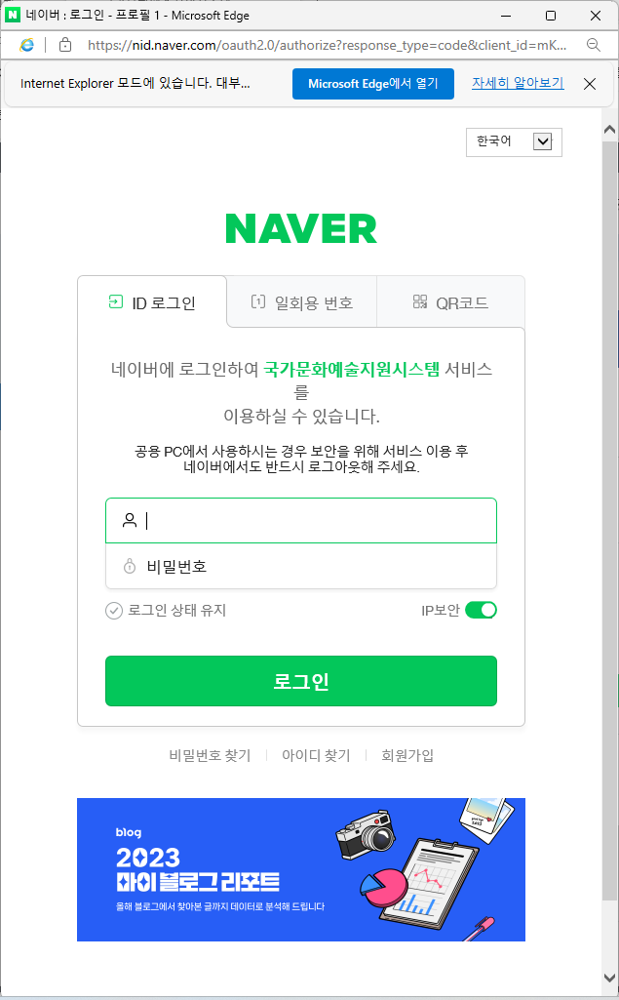 네이버 : 로그인 - 프로필 1 - Microsoft Edge
https://nid.naver.com/oauth2.0/authorize?response_type=code&client_id=mK...
Internet Explorer 모드에 있습니다. 대부... Microsoft Edge에서 열기 자세히 알아보기
한국어
NAVER
ID 로그인 일회용 번호 QR코드
네이버에 로그인하여 국가문화예술지원시스템 서비스
를
이용하실 수 있습니다.
공용 PC에서 사용하시는 경우 보안을 위해 서비스 이용 후
네이버에서도 반드시 로그아웃해 주세요.
비밀번호
로그인 상태 유지 IP보안
로그인
비밀번호 찾기 아이디 찾기 회원가입
blog
2023
마이 블로그 리포트
올해 블로그에서 찾아본 글까지 데이터로 분석해 드립니다